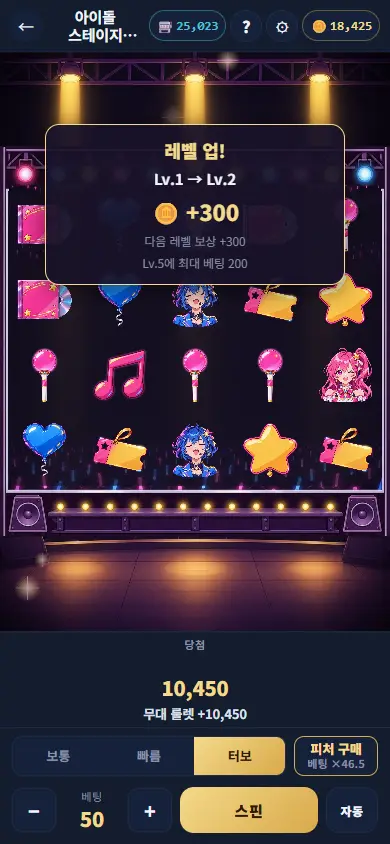 ←
아이돌
스테이지…
25,023
?
18,425
레벨 업!
Lv.1 → Lv.2
+300
다음 레벨 보상 +300
Lv.5에 최대 베팅 200
당첨
10,450
무대 룰렛 +10,450
보통
빠름
터보
피처 구매
베팅 ×46.5
−
베팅
50
+
스핀
자동